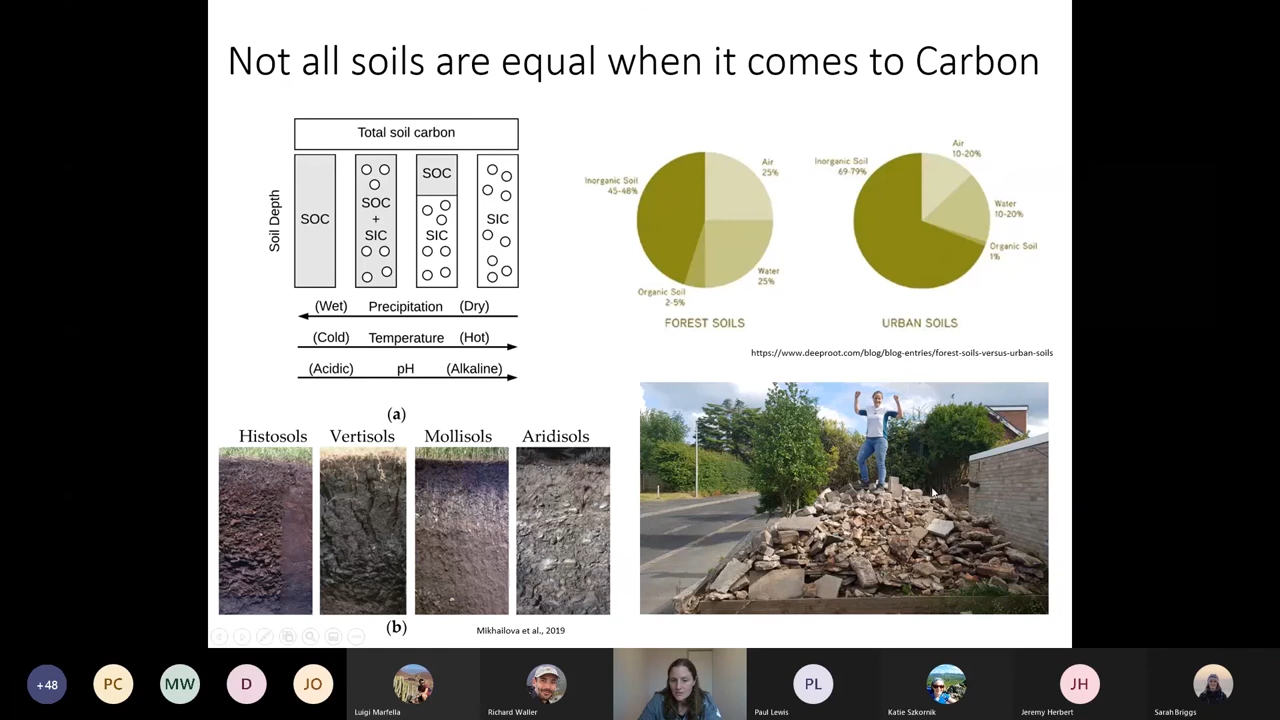 Not all soils are equal when it comes to Carbon
Total soil carbon
Soil Depth
SOC
SOC
+
SIC
SOC
SIC
SIC
(Wet) Precipitation (Dry)
(Cold) Temperature (Hot)
(Acidic) pH (Alkaline)
(a)
Histosols Vertisols Mollisols Aridisols
(b)
Mikhailova et al., 2019
Inorganic Soil
45-48%
Air
25%
Water
25%
Organic Soil
2-5%
FOREST SOILS
Inorganic Soil
69-79%
Air
10-20%
Water
10-20%
Organic Soil
1%
URBAN SOILS
https://www.deeproot.com/blog/blog-entries/forest-soils-versus-urban-soils
+48
PC
MW
D
JO
Luigi Marfella
Richard Waller
PL
Paul Lewis
Katie Szkornik
JH
Jeremy Herbert
Sarah Briggs